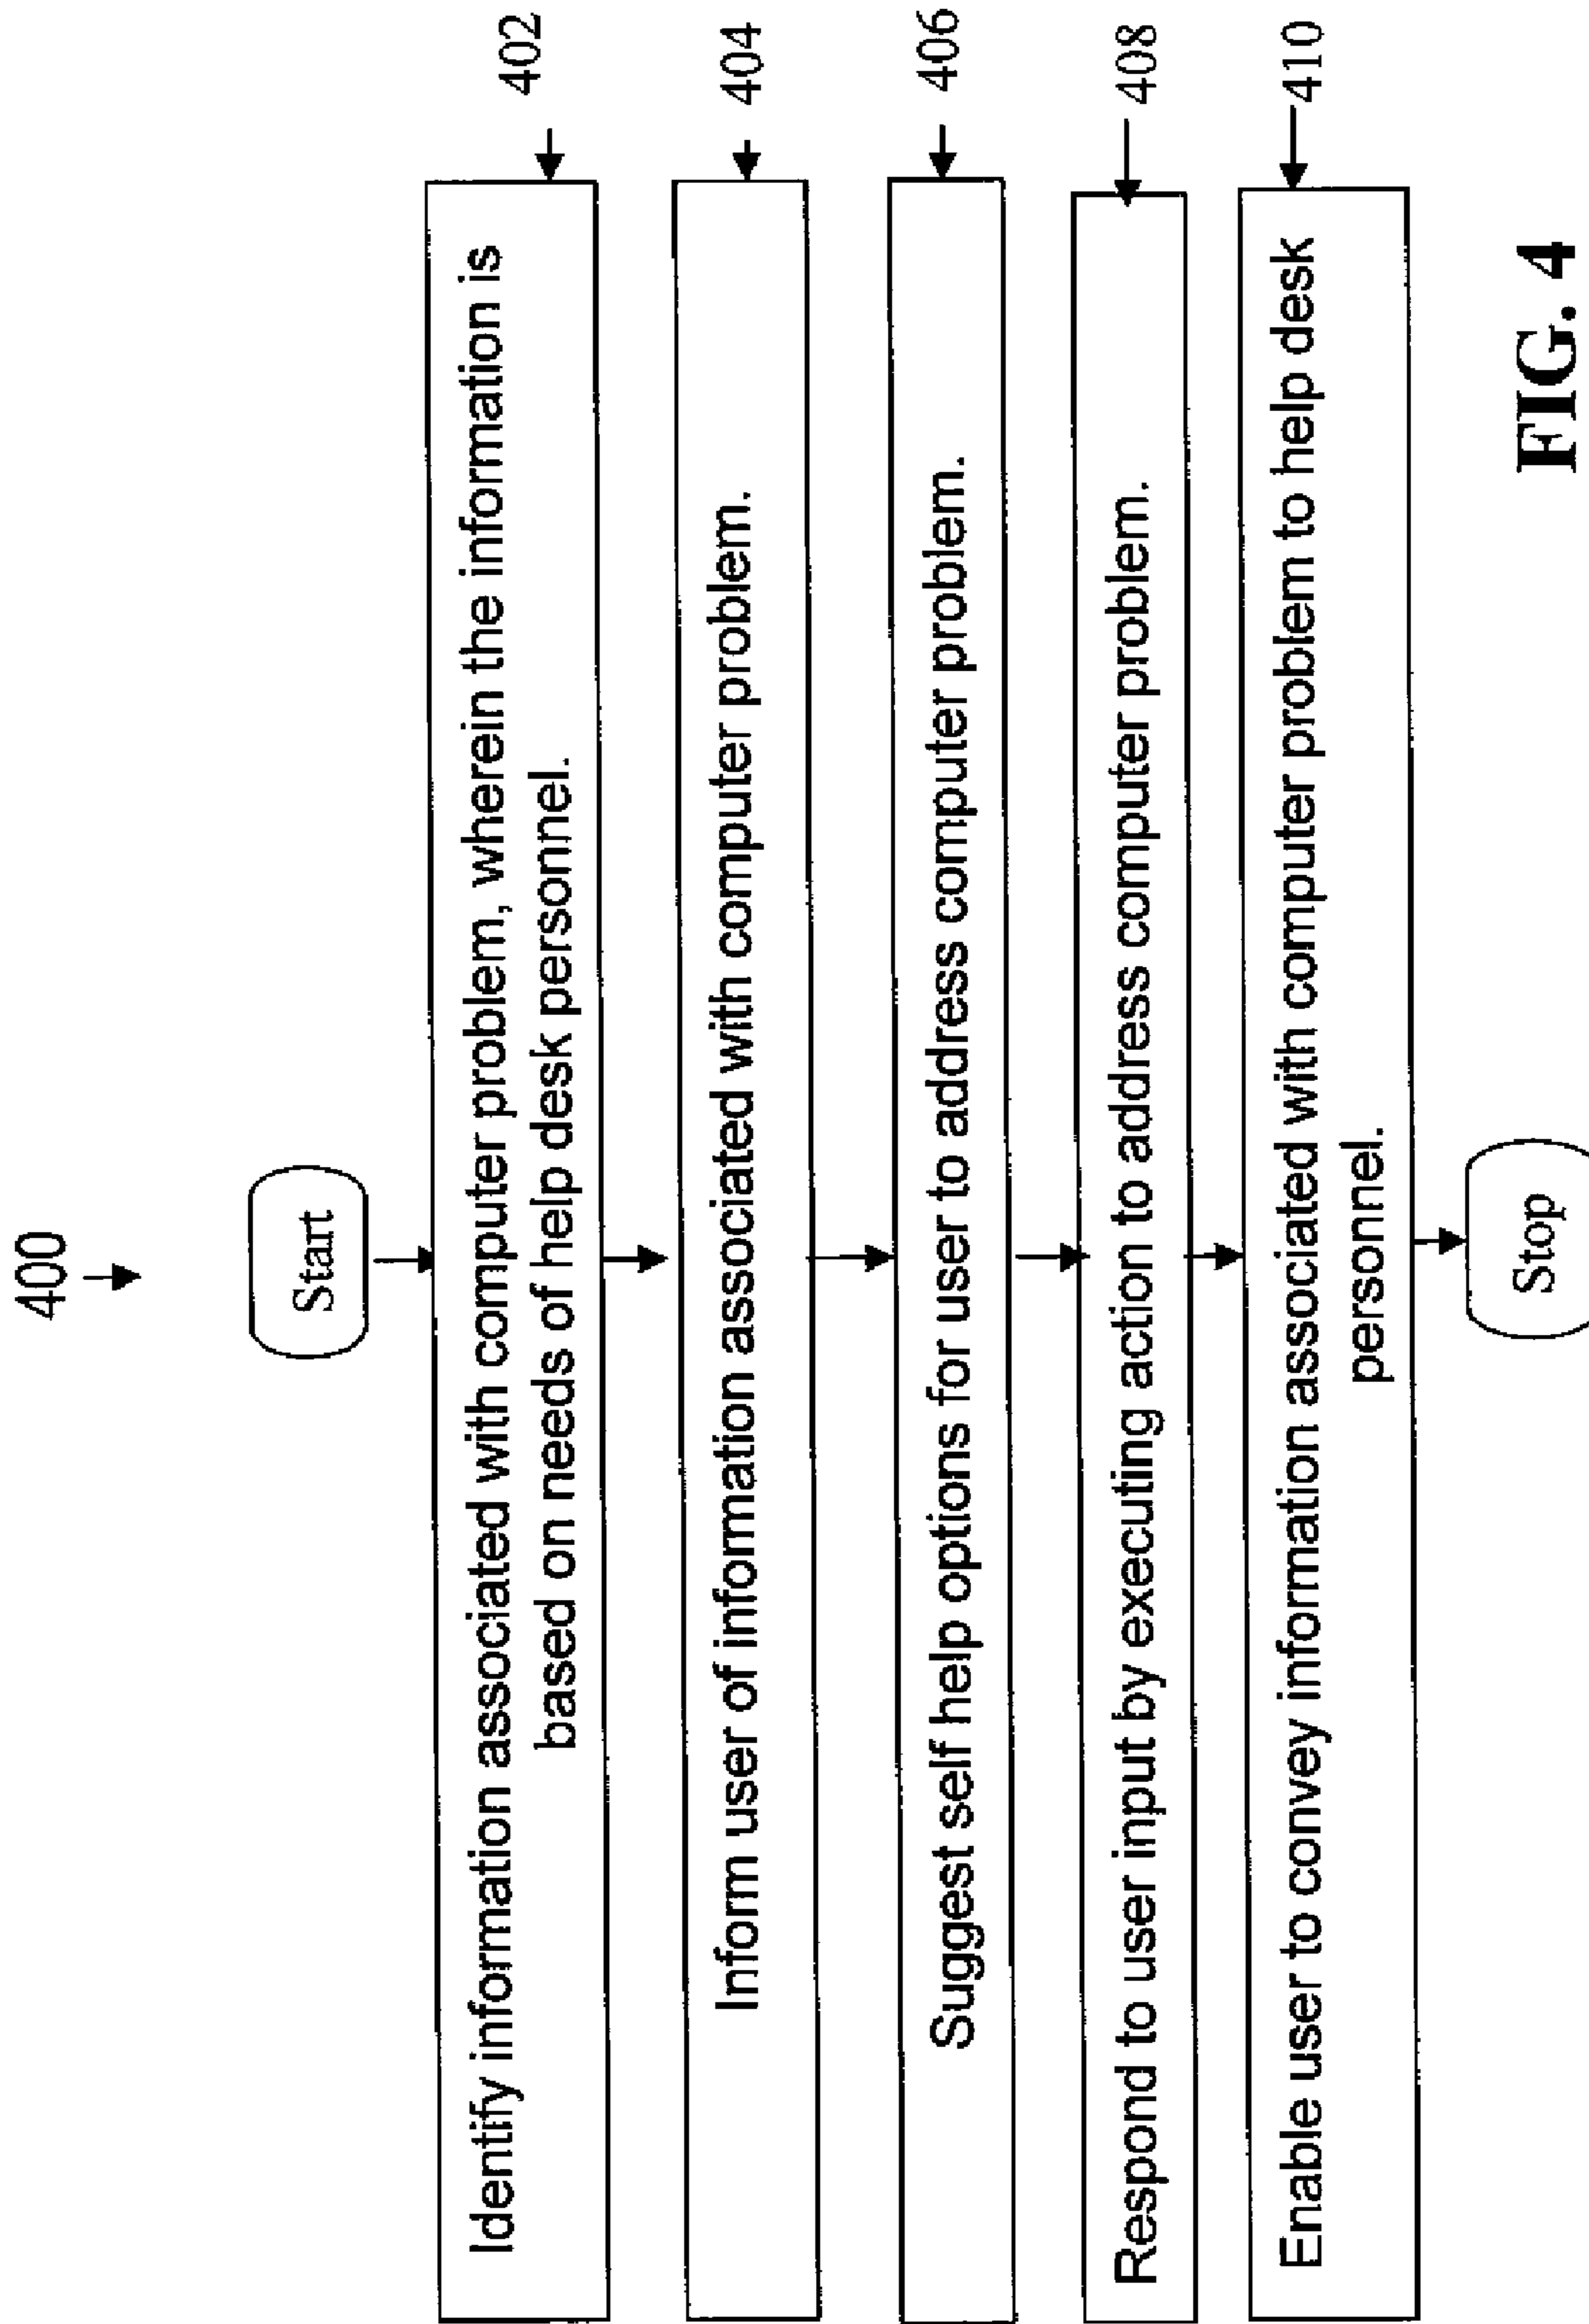 400
Start
Identify information associated with computer problem, wherein the information is
based on needs of help desk personnel.
402
Inform user of information associated with computer problem.
404
Suggest self help options for user to address computer problem.
406
Respond to user input by executing action to address computer problem.
408
Enable user to convey information associated with computer problem to help desk
personnel.
410
Stop
FIG. 4